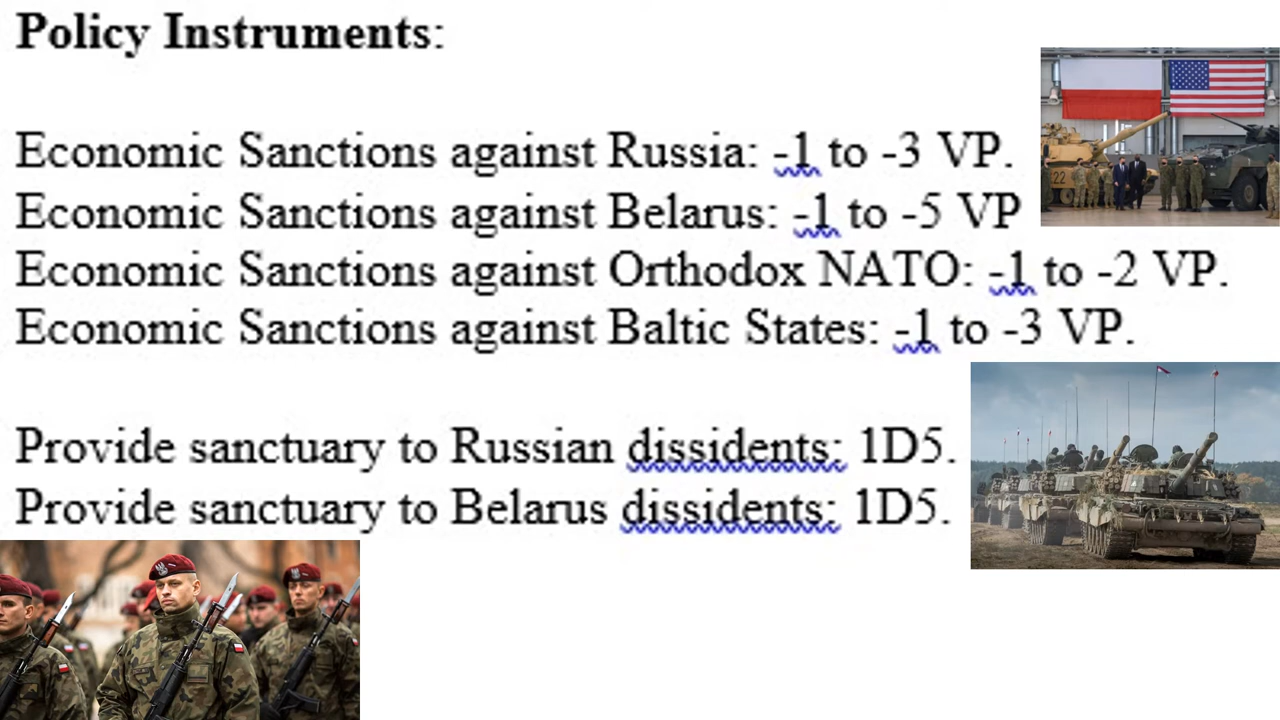 Policy Instruments:
Economic Sanctions against Russia: -1 to -3 VP.
Economic Sanctions against Belarus: -1 to -5 VP
Economic Sanctions against Orthodox NATO: -1 to -2 VP.
Economic Sanctions against Baltic States: -1 to -3 VP.
Provide sanctuary to Russian dissidents: 1D5.
Provide sanctuary to Belarus dissidents: 1D5.
22